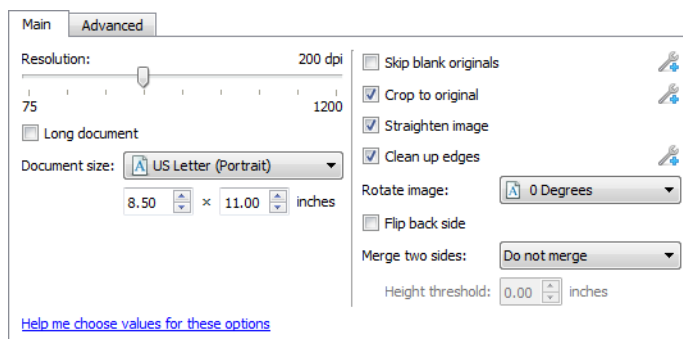 Main Advanced
Resolution: 200 dpi
75 1200
Long document
Document size: A US Letter (Portrait)
8.50 × 11.00 inches
Skip blank originals
Crop to original
Straighten image
Clean up edges
Rotate image: A 0 Degrees
Flip back side
Merge two sides: Do not merge
Height threshold: 0.00 inches
Help me choose values for these options